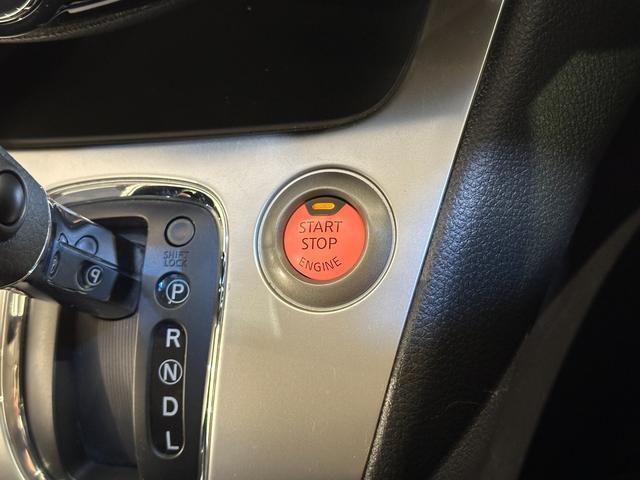 START
STOP
ENGINE
SHIFT
LOCK
P
R
N
D
L